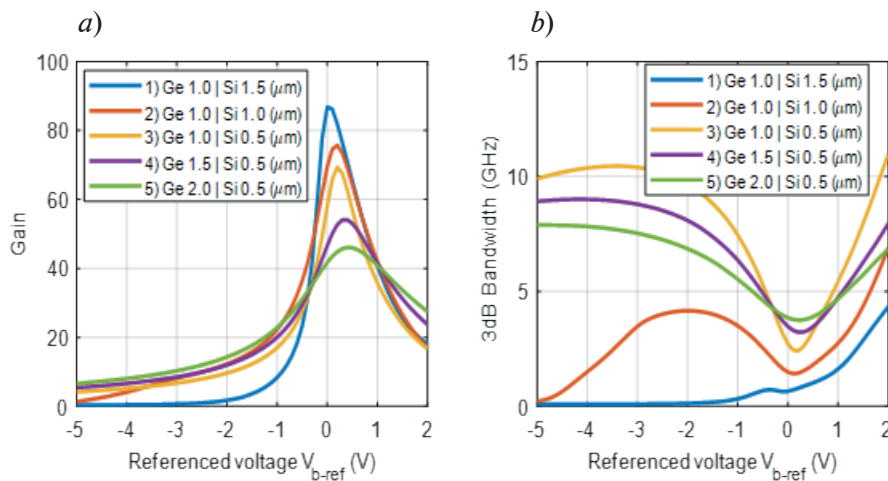 a)
Gain
100
80
60
40
20
0
1) Ge 1.0 | Si 1.5 (μm)
2) Ge 1.0 | Si 1.0 (μm)
3) Ge 1.0 | Si 0.5 (μm)
4) Ge 1.5 | Si 0.5 (μm)
5) Ge 2.0 | Si 0.5 (μm)
-5 -4 -3 -2 -1 0 1 2
Referenced voltage V_b-ref (V)
b)
3dB Bandwidth (GHz)
15
10
5
0
1) Ge 1.0 | Si 1.5 (μm)
2) Ge 1.0 | Si 1.0 (μm)
3) Ge 1.0 | Si 0.5 (μm)
4) Ge 1.5 | Si 0.5 (μm)
5) Ge 2.0 | Si 0.5 (μm)
-5 -4 -3 -2 -1 0 1 2
Referenced voltage V_b-ref (V)